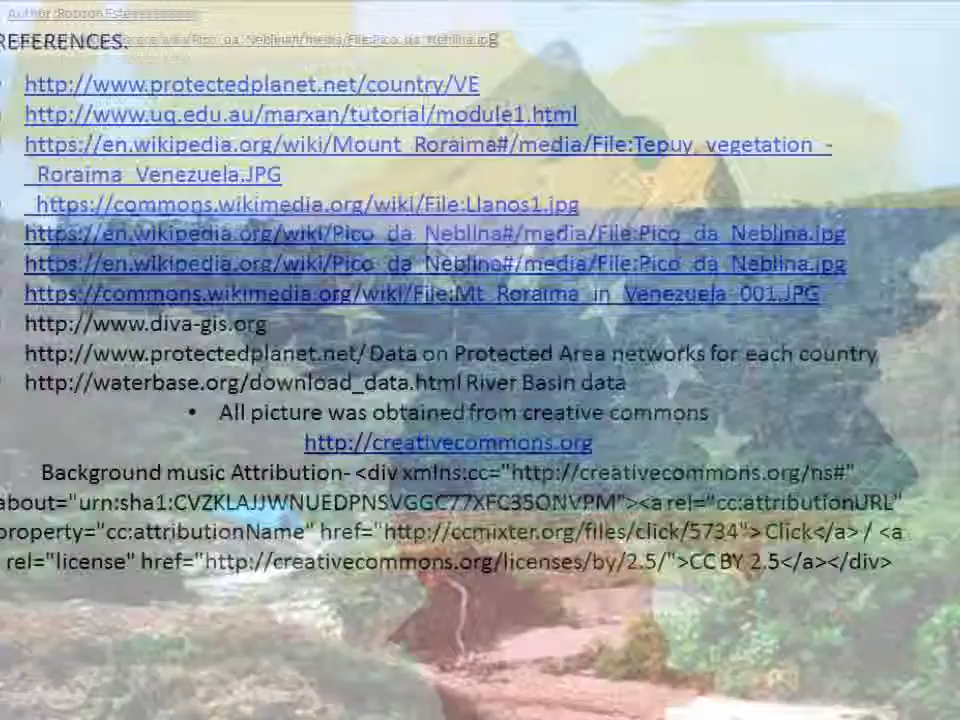 Author: Robson Esteves
REFERENCES.
http://www.protectedplanet.net/country/VE
http://www.uq.edu.au/marxan/tutorial/module1.html
https://en.wikipedia.org/wiki/Mount_Roraima#/media/File:Tepuy_vegetation_-
_Roraima_Venezuela.JPG
https://commons.wikimedia.org/wiki/File:Llanos1.jpg
https://en.wikipedia.org/wiki/Pico_da_Neblina#/media/File:Pico_da_Neblina.jpg
https://en.wikipedia.org/wiki/Pico_da_Neblina#/media/File:Pico_da_Neblina.jpg
https://commons.wikimedia.org/wiki/File:Mt_Roraima_in_Venezuela_001.JPG
http://www.diva-gis.org
http://www.protectedplanet.net/ Data on Protected Area networks for each country
http://waterbase.org/download_data.html River Basin data
• All picture was obtained from creative commons
http://creativecommons.org
Background music Attribution- <div xmlns:cc="http://creativecommons.org/ns#"
about="urn:sha1:CVZKLAJJWNUEDPNSVGGC77XFC35ONVPM"><a rel="cc:attributionURL"
property="cc:attributionName" href="http://ccmixter.org/files/click/5734">Click</a> / <a
rel="license" href="http://creativecommons.org/licenses/by/2.5/">CC BY 2.5</a></div>